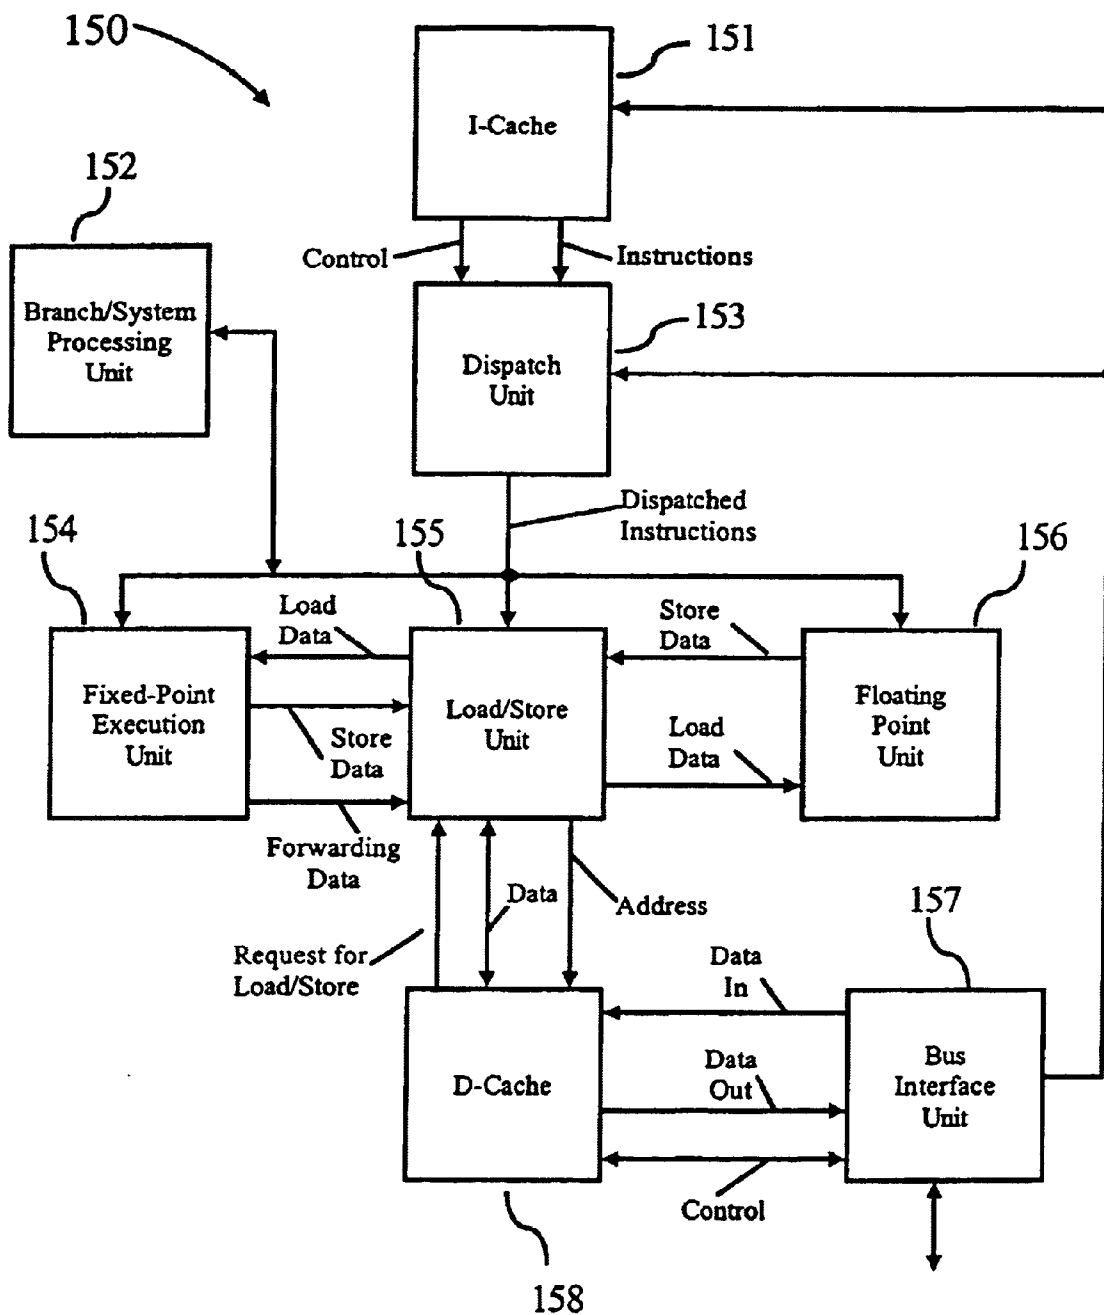 150
151
I-Cache
152
Control
Instructions
Branch/System
Processing
Unit
153
Dispatch
Unit
Dispatched
Instructions
154
155
156
Load
Data
Store
Data
Fixed-Point
Execution
Unit
Load/Store
Unit
Floating
Point
Unit
Store
Data
Load
Data
Forwarding
Data
Data
Address
157
Request for
Load/Store
Data
In
D-Cache
Data
Out
Bus
Interface
Unit
Control
158